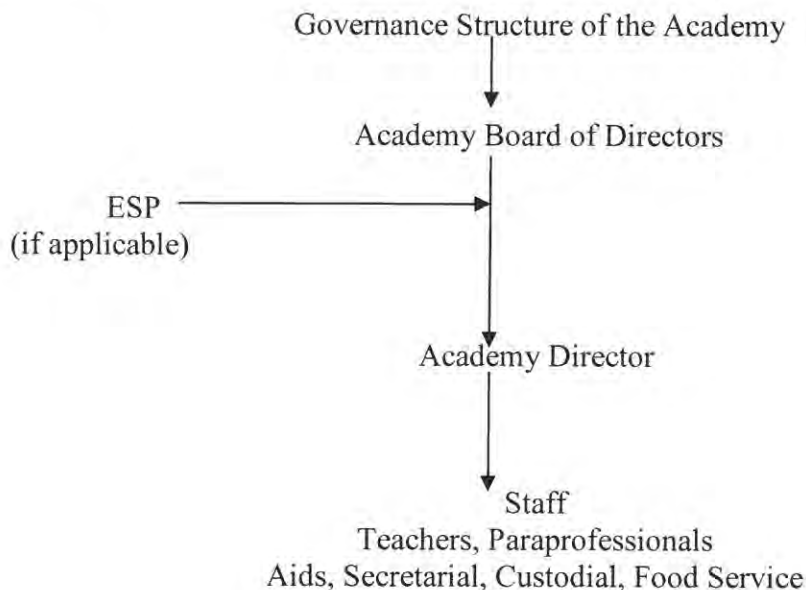 Governance Structure of the Academy
Academy Board of Directors
ESP
(if applicable)
Academy Director
Staff
Teachers, Paraprofessionals
Aids, Secretarial, Custodial, Food Service